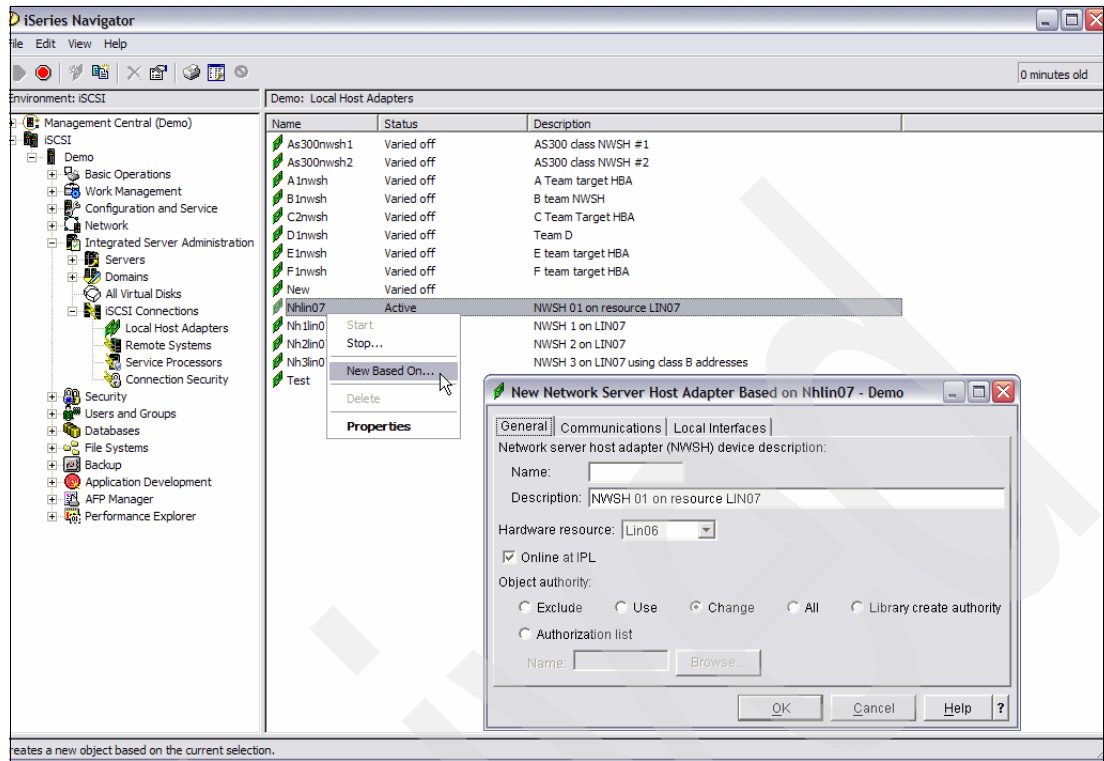 iSeries Navigator
File Edit View Help
0 minutes old
Environment: iSCSI
Demo: Local Host Adapters
Management Central (Demo)
iSCSI
Demo
Basic Operations
Work Management
Configuration and Service
Network
Integrated Server Administration
Servers
Domains
All Virtual Disks
iSCSI Connections
Local Host Adapters
Remote Systems
Service Processors
Connection Security
Security
Users and Groups
Databases
File Systems
Backup
Application Development
AFP Manager
Performance Explorer
Name Status Description
As300nwsh1 Varied off AS300 class NWSH #1
As300nwsh2 Varied off AS300 class NWSH #2
A1nwsh Varied off A Team target HBA
B1nwsh Varied off B team NWSH
C2nwsh Varied off C Team Target HBA
D1nwsh Varied off Team D
E1nwsh Varied off E team target HBA
F1nwsh Varied off F team target HBA
New Varied off
Nhlin07 Active NWSH 01 on resource LIN07
Nh1lin0 NWSH 1 on LIN07
Nh2lin0 NWSH 2 on LIN07
Nh3lin0 NWSH 3 on LIN07 using class B addresses
Test
Start
Stop...
New Based On...
Delete
Properties
New Network Server Host Adapter Based on Nhlin07 - Demo
General Communications Local Interfaces
Network server host adapter (NWSH) device description:
Name:
Description: NWSH 01 on resource LIN07
Hardware resource: Lin06
Online at IPL
Object authority:
Exclude Use Change All Library create authority
Authorization list
Name: Browse...
OK Cancel Help ?
reates a new object based on the current selection.